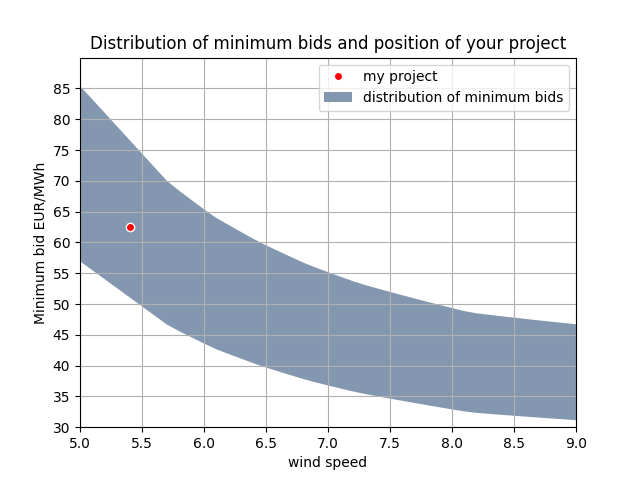 Distribution of minimum bids and position of your project
my project
distribution of minimum bids
Minimum bid EUR/MWh
85
80
75
70
65
60
55
50
45
40
35
30
5.0 5.5 6.0 6.5 7.0 7.5 8.0 8.5 9.0
wind speed